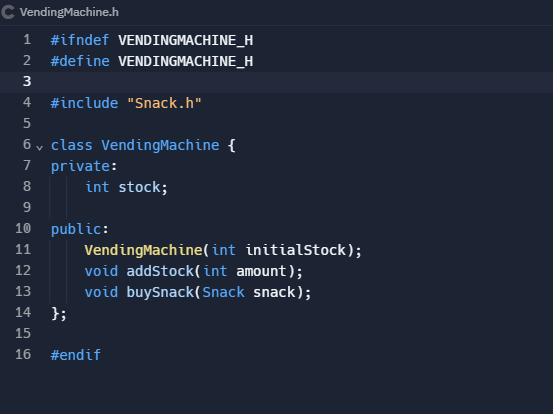 VendingMachine.h
1 #ifndef VENDINGMACHINE_H
2 #define VENDINGMACHINE_H
3
4 #include "Snack.h"
5
6 class VendingMachine {
7 private:
8     int stock;
9
10 public:
11     VendingMachine(int initialStock);
12     void addStock(int amount);
13     void buySnack(Snack snack);
14 };
15
16 #endif